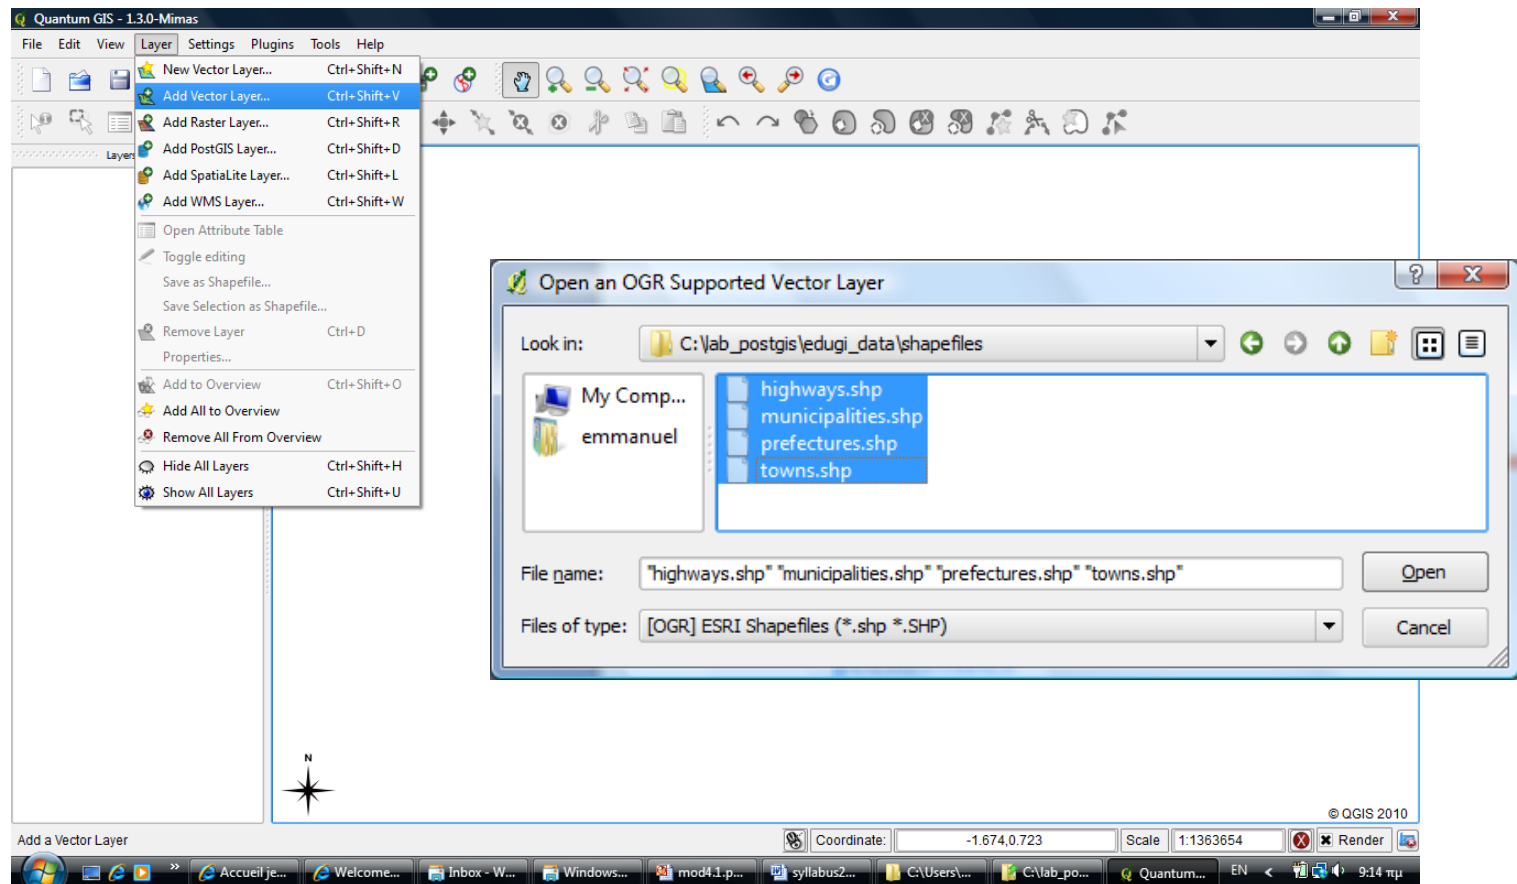 Quantum GIS - 1.3.0-Mimas
File Edit View Layer Settings Plugins Tools Help
New Vector Layer... Ctrl+Shift+N
Add Vector Layer... Ctrl+Shift+V
Add Raster Layer... Ctrl+Shift+R
Layers
Add PostGIS Layer... Ctrl+Shift+D
Add SpatiaLite Layer... Ctrl+Shift+L
Add WMS Layer... Ctrl+Shift+W
Open Attribute Table
Toggle editing
Save as Shapefile...
Save Selection as Shapefile...
Remove Layer Ctrl+D
Properties...
Add to Overview Ctrl+Shift+O
Add All to Overview
Remove All From Overview
Hide All Layers Ctrl+Shift+H
Show All Layers Ctrl+Shift+U
Open an OGR Supported Vector Layer
Look in: C:\lab_postgis\edugi_data\shapefiles
My Comp...
emmanuel
highways.shp
municipalities.shp
prefectures.shp
towns.shp
File name: "highways.shp" "municipalities.shp" "prefectures.shp" "towns.shp"
Open
Files of type: [OGR] ESRI Shapefiles (*.shp *.SHP)
Cancel
N
© QGIS 2010
Add a Vector Layer
Coordinate: -1.674,0.723 Scale 1:1363654 Render
» Accueil je... Welcome... Inbox - W... Windows... mod4.1.p... syllabus2... C:\Users\... C:\lab_po... Quantum... EN < 9:14 πμ